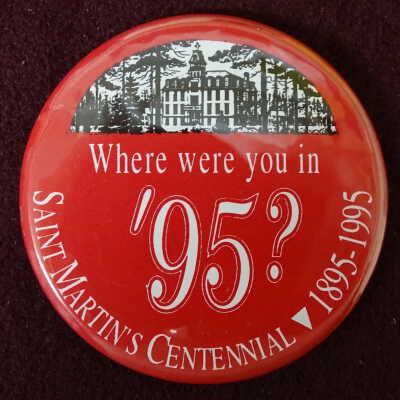 Where were you in
'95?
SAINT MARTIN'S CENTENNIAL ▼ 1895-1995